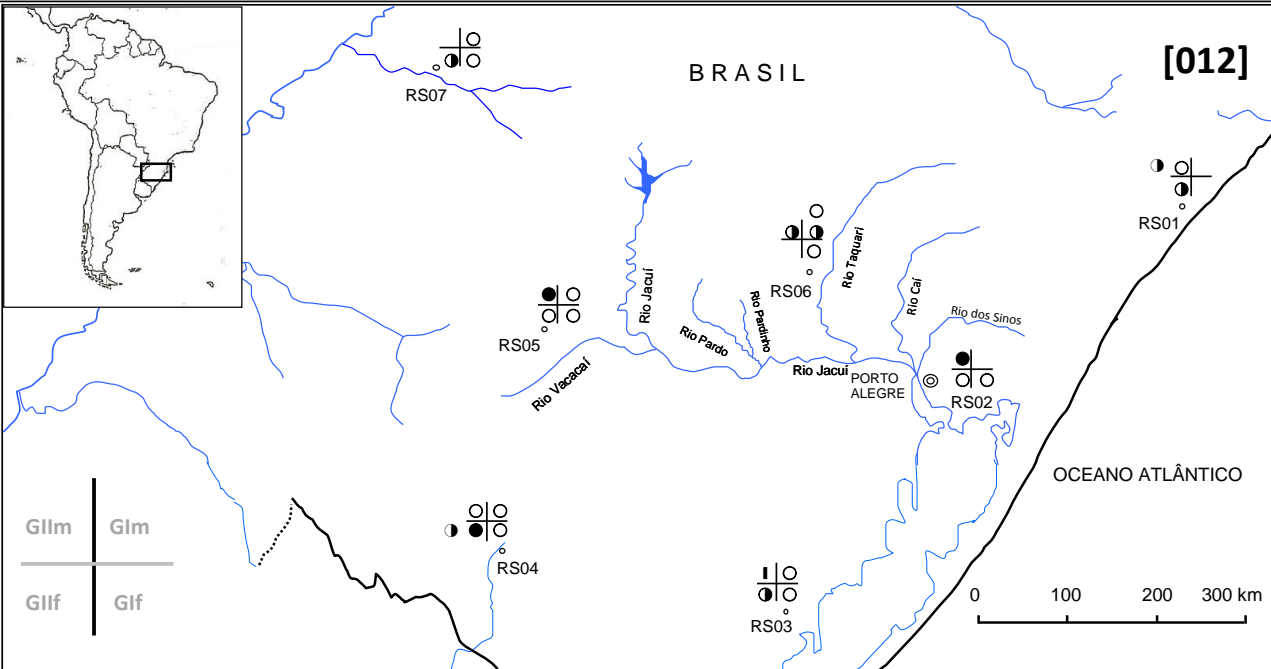 [012]
BRASIL
RS07
RS01
Rio Taquari
Rio Caí
RS06
Rio Jacuí
Rio dos Sinos
Rio Pardinho
RS05
Rio Pardo
Rio Jacuí
PORTO
ALEGRE
RS02
Rio Vacacaí
OCEANO ATLÂNTICO
GIIm
GIm
RS04
GIIf
GIf
RS03
0 100 200 300 km